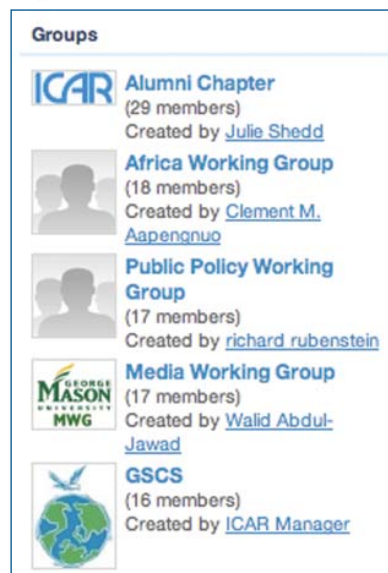 Groups
ICAR
Alumni Chapter
(29 members)
Created by Julie Shedd
Africa Working Group
(18 members)
Created by Clement M.
Aapengnuo
Public Policy Working
Group
(17 members)
Created by richard rubenstein
GEORGE
MASON
UNIVERSITY
MWG
Media Working Group
(17 members)
Created by Walid Abdul-
Jawad
GSCS
(16 members)
Created by ICAR Manager